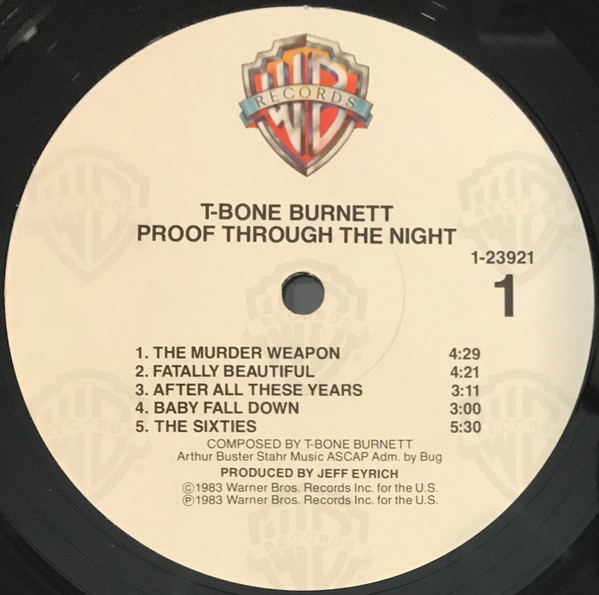 WB
RECORDS
T-BONE BURNETT
PROOF THROUGH THE NIGHT
1-23921
1
1. THE MURDER WEAPON 4:29
2. FATALLY BEAUTIFUL 4:21
3. AFTER ALL THESE YEARS 3:11
4. BABY FALL DOWN 3:00
5. THE SIXTIES 5:30
COMPOSED BY T-BONE BURNETT
Arthur Buster Stahr Music ASCAP Adm. by Bug
PRODUCED BY JEFF EYRICH
©1983 Warner Bros. Records Inc. for the U.S.
℗1983 Warner Bros. Records Inc. for the U.S.